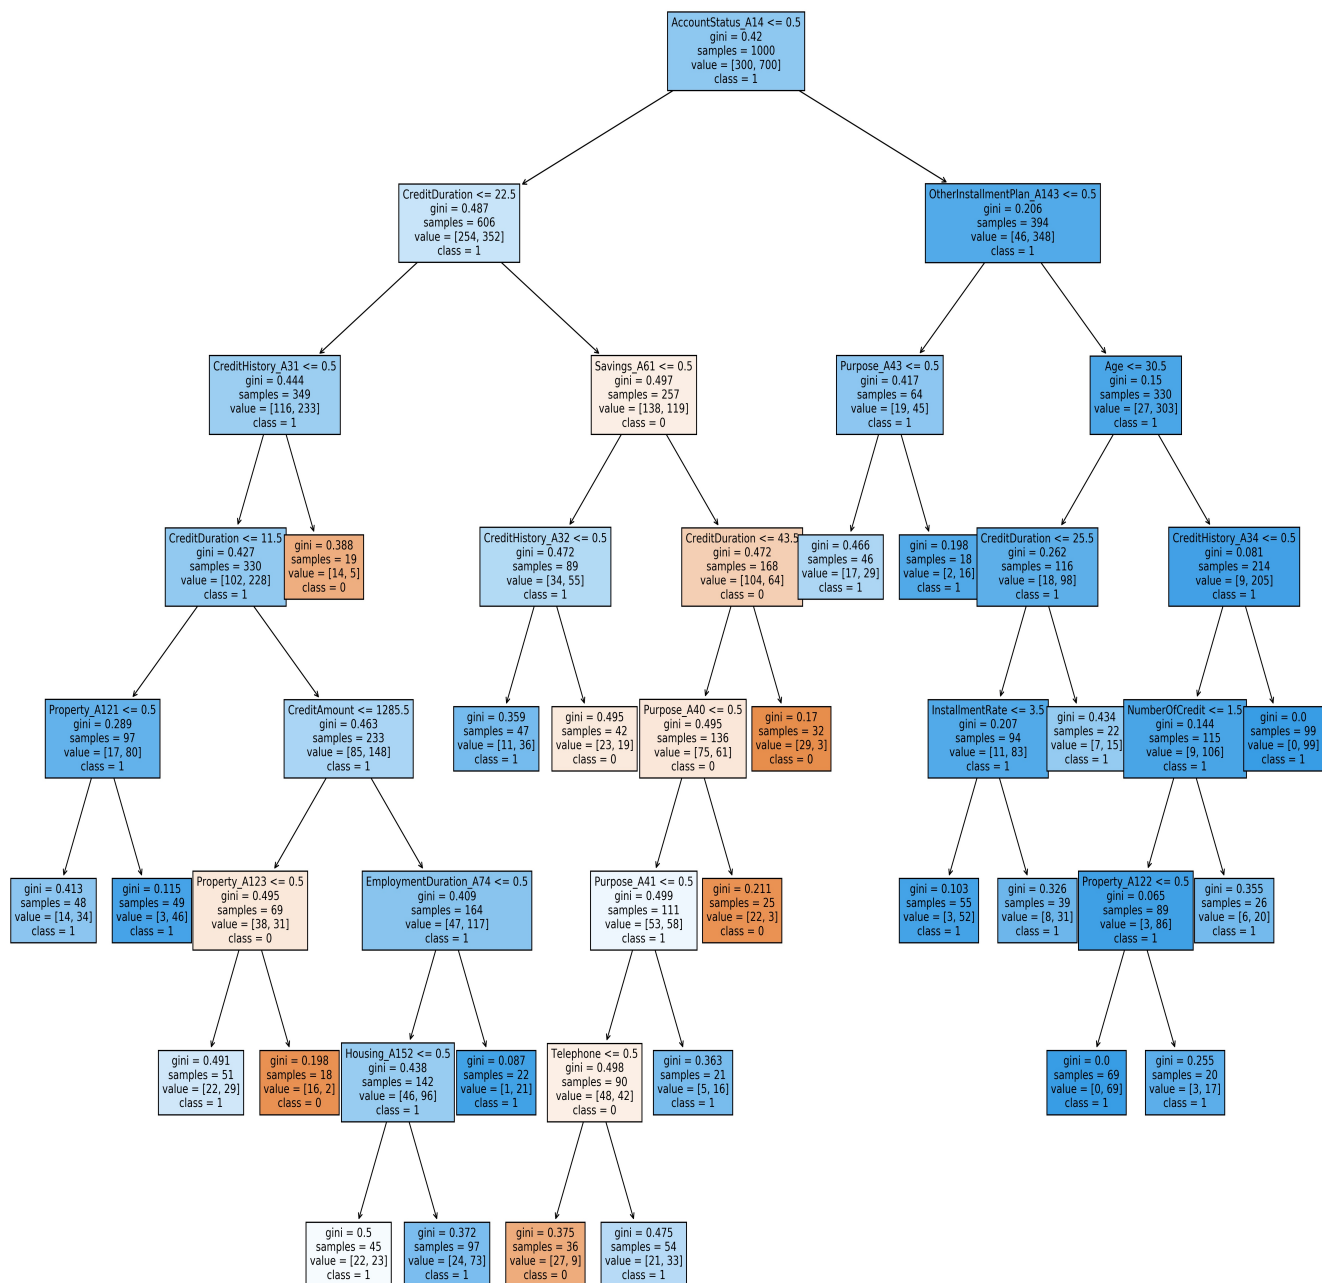 AccountStatus_A14 <= 0.5
gini = 0.42
samples = 1000
value = [300, 700]
class = 1
CreditDuration <= 22.5
gini = 0.487
samples = 606
value = [254, 352]
class = 1
OtherInstallmentPlan_A143 <= 0.5
gini = 0.206
samples = 394
value = [46, 348]
class = 1
CreditHistory_A31 <= 0.5
gini = 0.444
samples = 349
value = [116, 233]
class = 1
Savings_A61 <= 0.5
gini = 0.497
samples = 257
value = [138, 119]
class = 0
Purpose_A43 <= 0.5
gini = 0.417
samples = 64
value = [19, 45]
class = 1
Age <= 30.5
gini = 0.15
samples = 330
value = [27, 303]
class = 1
CreditDuration <= 11.5
gini = 0.427
samples = 330
value = [102, 228]
class = 1
gini = 0.388
samples = 19
value = [14, 5]
class = 0
CreditHistory_A32 <= 0.5
gini = 0.472
samples = 89
value = [34, 55]
class = 1
CreditDuration <= 43.5
gini = 0.472
samples = 168
value = [104, 64]
class = 0
gini = 0.466
samples = 46
value = [17, 29]
class = 1
gini = 0.198
samples = 18
value = [2, 16]
class = 1
CreditDuration <= 25.5
gini = 0.262
samples = 116
value = [18, 98]
class = 1
CreditHistory_A34 <= 0.5
gini = 0.081
samples = 214
value = [9, 205]
class = 1
Property_A121 <= 0.5
gini = 0.289
samples = 97
value = [17, 80]
class = 1
CreditAmount <= 1285.5
gini = 0.463
samples = 233
value = [85, 148]
class = 1
gini = 0.359
samples = 47
value = [11, 36]
class = 1
gini = 0.495
samples = 42
value = [23, 19]
class = 0
Purpose_A40 <= 0.5
gini = 0.495
samples = 136
value = [75, 61]
class = 0
gini = 0.17
samples = 32
value = [29, 3]
class = 0
InstallmentRate <= 3.5
gini = 0.207
samples = 94
value = [11, 83]
class = 1
gini = 0.434
samples = 22
value = [7, 15]
class = 1
NumberOfCredit <= 1.5
gini = 0.144
samples = 115
value = [9, 106]
class = 1
gini = 0.0
samples = 99
value = [0, 99]
class = 1
gini = 0.413
samples = 48
value = [14, 34]
class = 1
gini = 0.115
samples = 49
value = [3, 46]
class = 1
Property_A123 <= 0.5
gini = 0.495
samples = 69
value = [38, 31]
class = 0
EmploymentDuration_A74 <= 0.5
gini = 0.409
samples = 164
value = [47, 117]
class = 1
Purpose_A41 <= 0.5
gini = 0.499
samples = 111
value = [53, 58]
class = 1
gini = 0.211
samples = 25
value = [22, 3]
class = 0
gini = 0.103
samples = 55
value = [3, 52]
class = 1
gini = 0.326
samples = 39
value = [8, 31]
class = 1
Property_A122 <= 0.5
gini = 0.065
samples = 89
value = [3, 86]
class = 1
gini = 0.355
samples = 26
value = [6, 20]
class = 1
gini = 0.491
samples = 51
value = [22, 29]
class = 1
gini = 0.198
samples = 18
value = [16, 2]
class = 0
Housing_A152 <= 0.5
gini = 0.438
samples = 142
value = [46, 96]
class = 1
gini = 0.087
samples = 22
value = [1, 21]
class = 1
Telephone <= 0.5
gini = 0.498
samples = 90
value = [48, 42]
class = 0
gini = 0.363
samples = 21
value = [5, 16]
class = 1
gini = 0.0
samples = 69
value = [0, 69]
class = 1
gini = 0.255
samples = 20
value = [3, 17]
class = 1
gini = 0.5
samples = 45
value = [22, 23]
class = 1
gini = 0.372
samples = 97
value = [24, 73]
class = 1
gini = 0.375
samples = 36
value = [27, 9]
class = 0
gini = 0.475
samples = 54
value = [21, 33]
class = 1